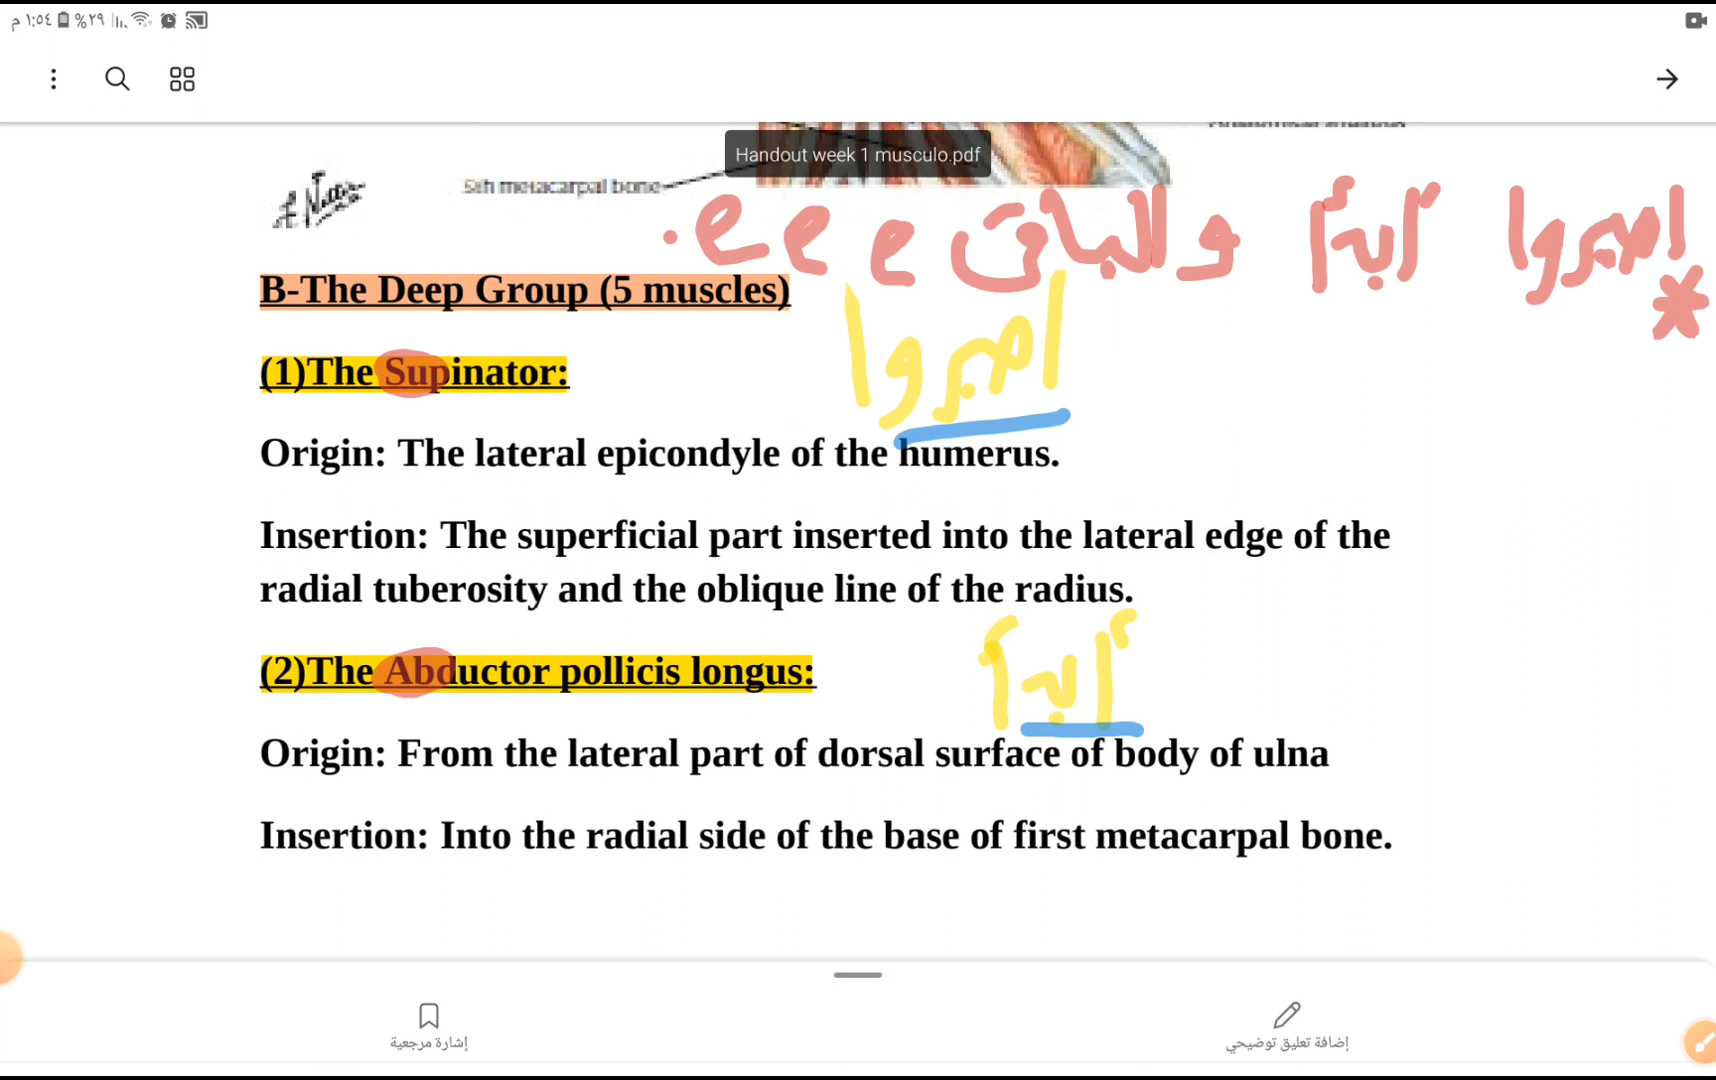 ١:٥٤ م ٢٩%
Handout week 1 musculo.pdf
5th metacarpal bone
اصبروا أبدأ والباقي e e e .
B-The Deep Group (5 muscles)
اصبروا
(1)The Supinator:
Origin: The lateral epicondyle of the humerus.
Insertion: The superficial part inserted into the lateral edge of the
radial tuberosity and the oblique line of the radius.
أبدأ
(2)The Abductor pollicis longus:
Origin: From the lateral part of dorsal surface of body of ulna
Insertion: Into the radial side of the base of first metacarpal bone.
إشارة مرجعية
إضافة تعليق توضيحي